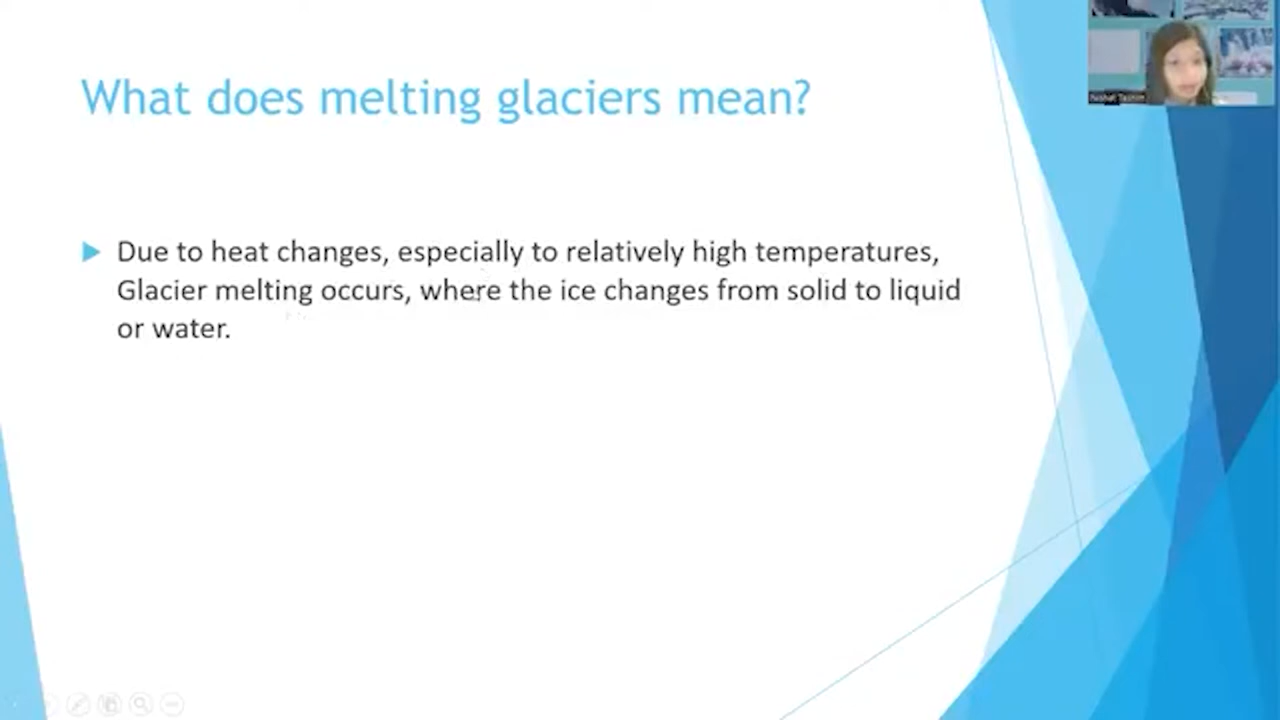 What does melting glaciers mean?
Due to heat changes, especially to relatively high temperatures,
Glacier melting occurs, where the ice changes from solid to liquid
or water.